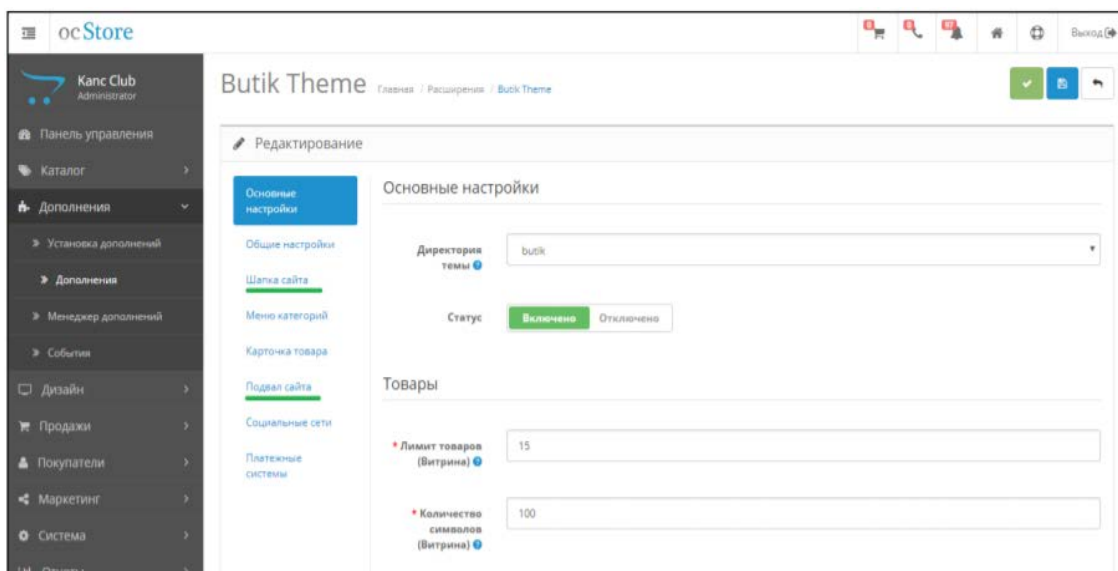 ocStore
0
0
87
Выход
Kanc Club
Administrator
Butik Theme
Главная / Расширения / Butik Theme
Панель управления
Каталог
Дополнения
Установка дополнений
Дополнения
Менеджер дополнений
События
Дизайн
Продажи
Покупатели
Маркетинг
Система
Редактирование
Основные
настройки
Общие настройки
Шапка сайта
Меню категорий
Карточка товара
Подвал сайта
Социальные сети
Платежные
системы
Основные настройки
Директория
темы
butik
Статус
Включено
Отключено
Товары
* Лимит товаров
(Витрина)
15
* Количество
символов
(Витрина)
100